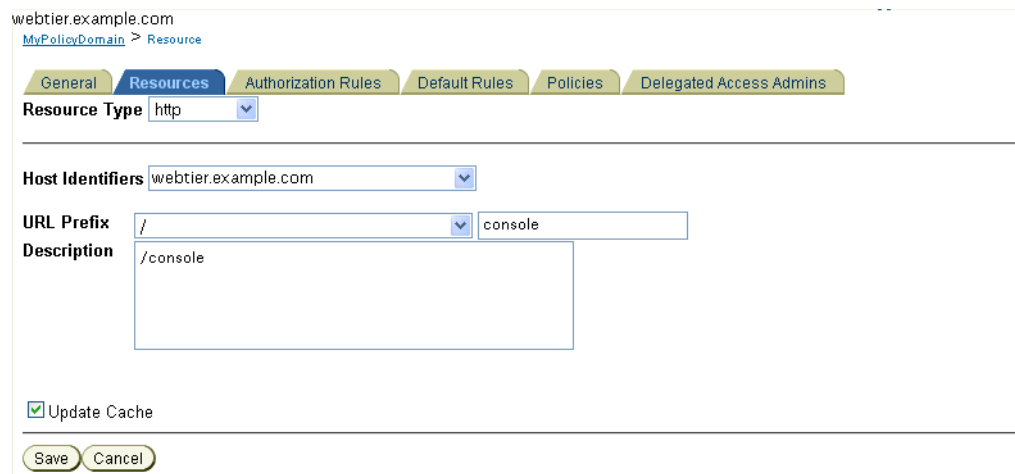 webtier.example.com
MyPolicyDomain > Resource
General Resources Authorization Rules Default Rules Policies Delegated Access Admins
Resource Type http
Host Identifiers webtier.example.com
URL Prefix / console
Description /console
Update Cache
Save Cancel